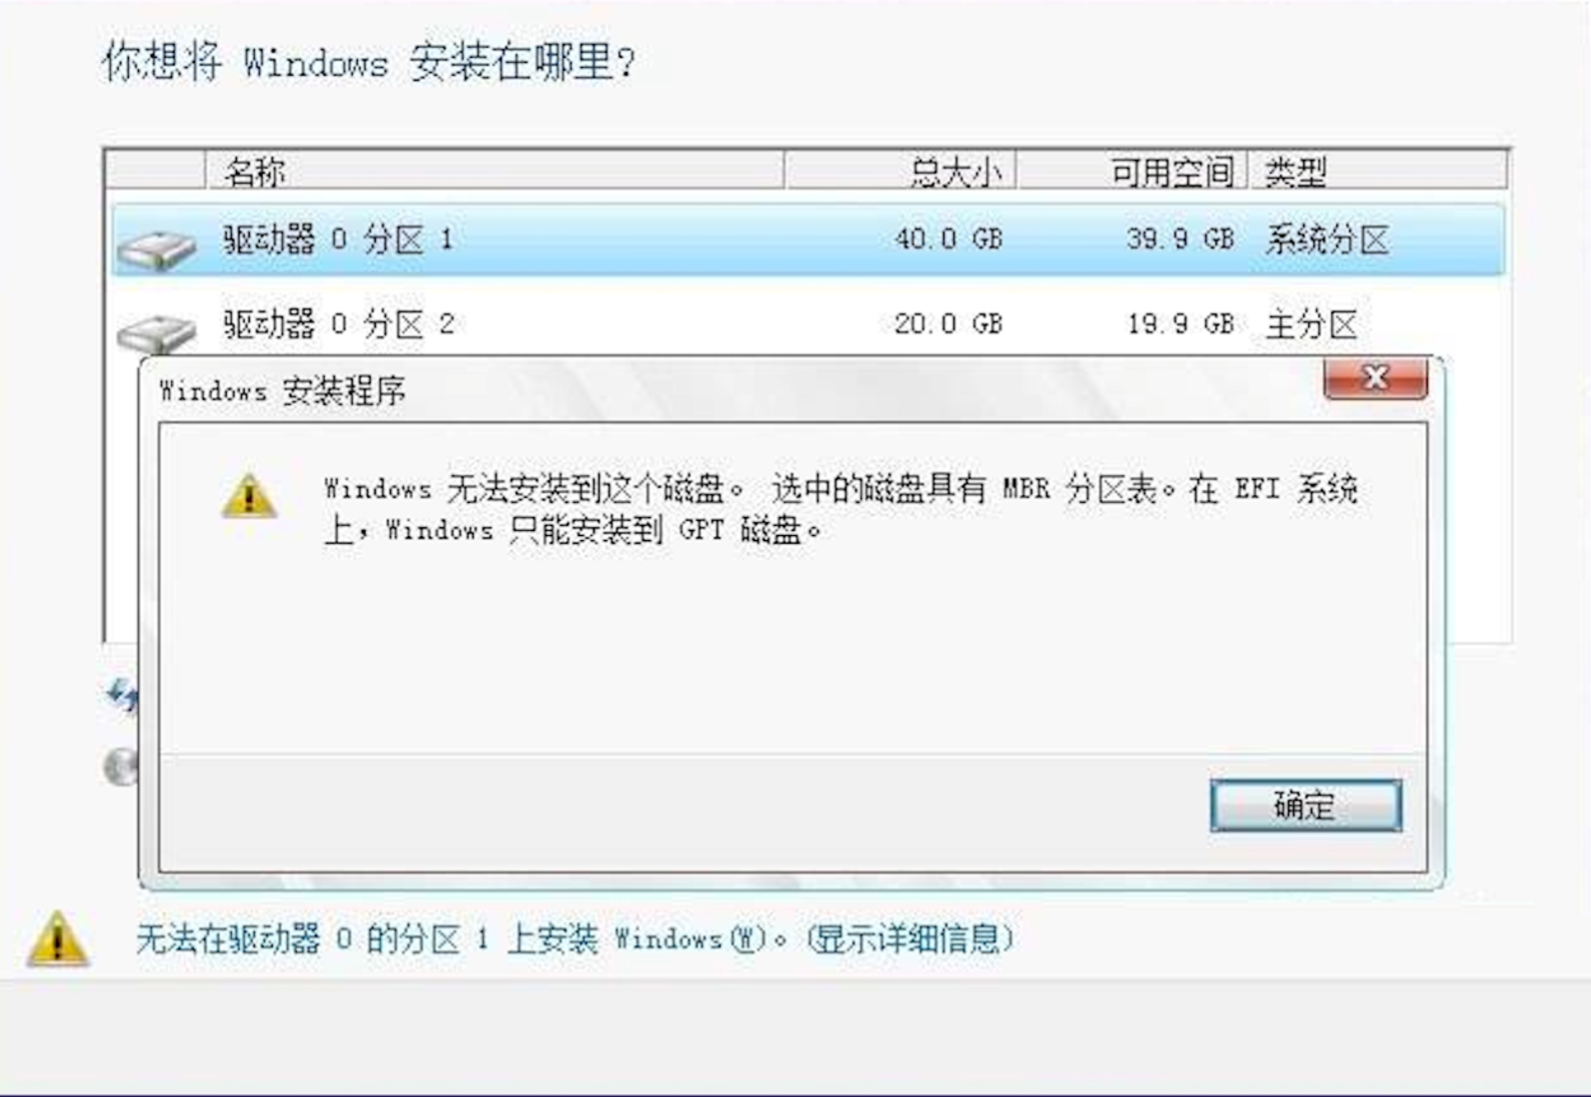 你想将 Windows 安装在哪里?
名称 总大小 可用空间 类型
驱动器 0 分区 1 40.0 GB 39.9 GB 系统分区
驱动器 0 分区 2 20.0 GB 19.9 GB 主分区
Windows 安装程序
Windows 无法安装到这个磁盘。 选中的磁盘具有 MBR 分区表。在 EFI 系统
上，Windows 只能安装到 GPT 磁盘。
确定
无法在驱动器 0 的分区 1 上安装 Windows(W)。(显示详细信息)